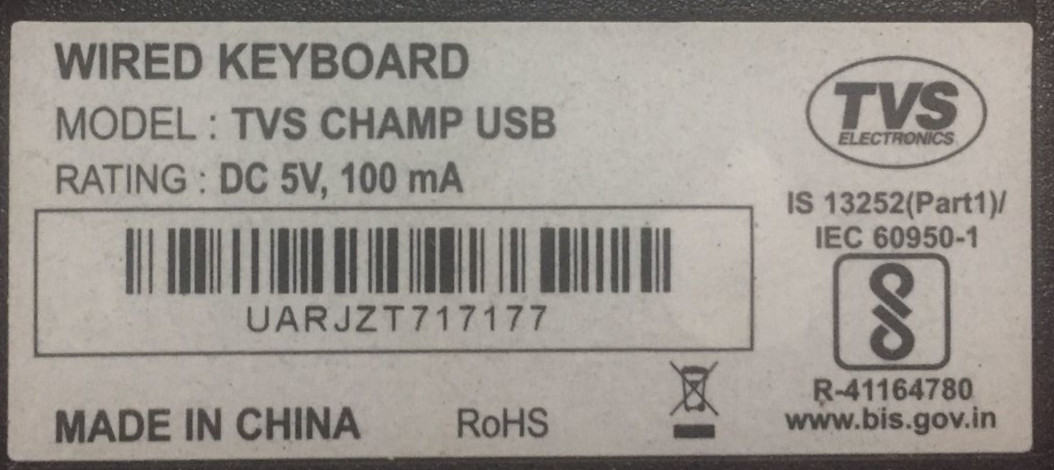 WIRED KEYBOARD
MODEL : TVS CHAMP USB
RATING : DC 5V, 100 mA
UARJZT717177
MADE IN CHINA
RoHS
TVS
ELECTRONICS
IS 13252(Part1)/
IEC 60950-1
R-41164780
www.bis.gov.in